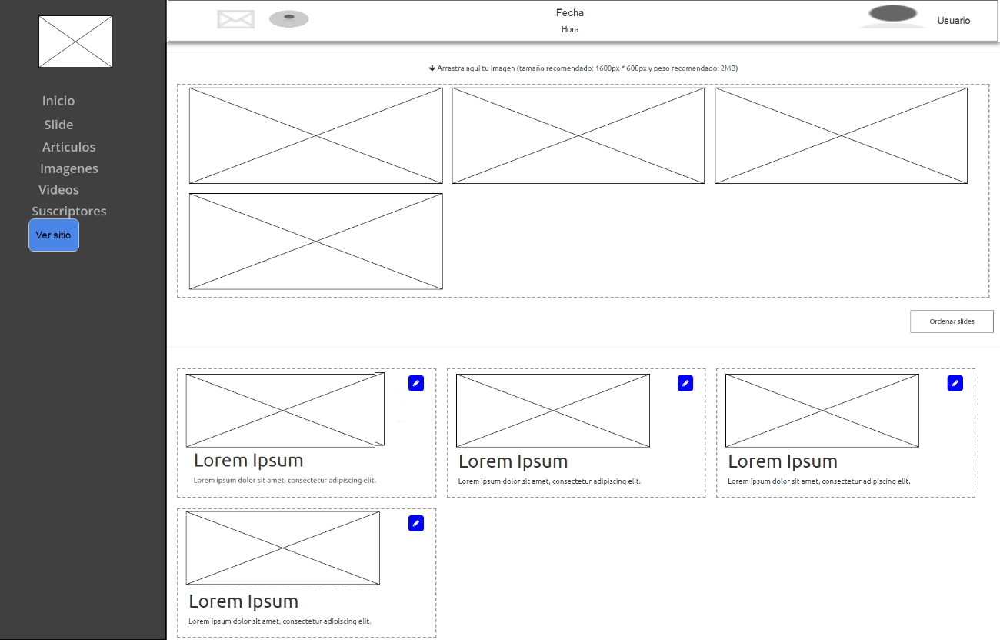 Inicio
Slide
Articulos
Imagenes
Videos
Suscriptores
Ver sitio
Fecha
Hora
Usuario
Arrastra aquí tu Imagen (tamaño recomendado: 1600px * 600px y peso recomendado: 2MB)
Ordenar slides
Lorem Ipsum
Lorem ipsum dolor sit amet, consectetur adipiscing elit.
Lorem Ipsum
Lorem ipsum dolor sit amet, consectetur adipiscing elit.
Lorem Ipsum
Lorem ipsum dolor sit amet, consectetur adipiscing elit.
Lorem Ipsum
Lorem ipsum dolor sit amet, consectetur adipiscing elit.